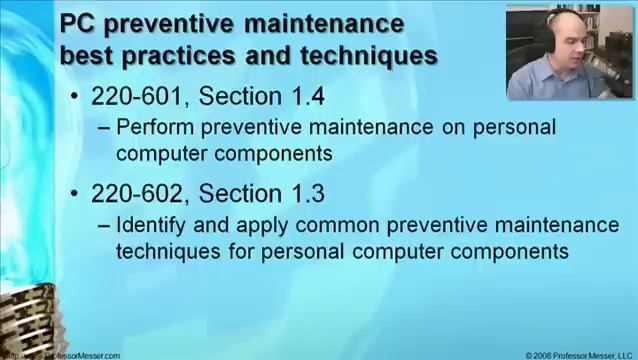 PC preventive maintenance
best practices and techniques
• 220-601, Section 1.4
– Perform preventive maintenance on personal
computer components
• 220-602, Section 1.3
– Identify and apply common preventive maintenance
techniques for personal computer components
http://www.ProfessorMesser.com
© 2008 Professor Messer, LLC